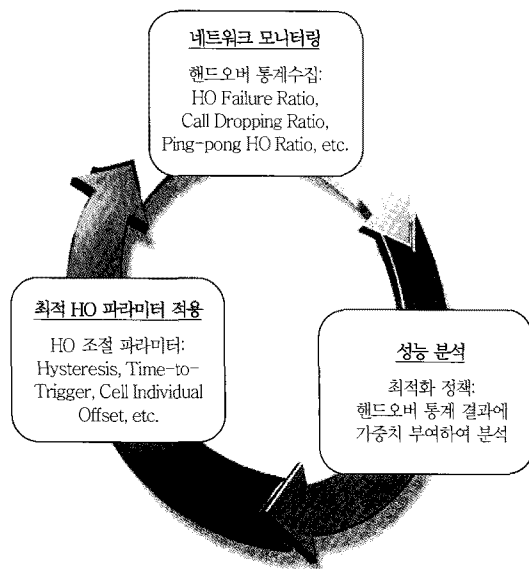 네트워크 모니터링
핸드오버 통계수집:
HO Failure Ratio,
Call Dropping Ratio,
Ping-pong HO Ratio, etc.
최적 HO 파라미터 적용
HO 조절 파라미터:
Hysteresis, Time-to-
Trigger, Cell Individual
Offset, etc.
성능 분석
최적화 정책:
핸드오버 통계 결과에
가중치 부여하여 분석